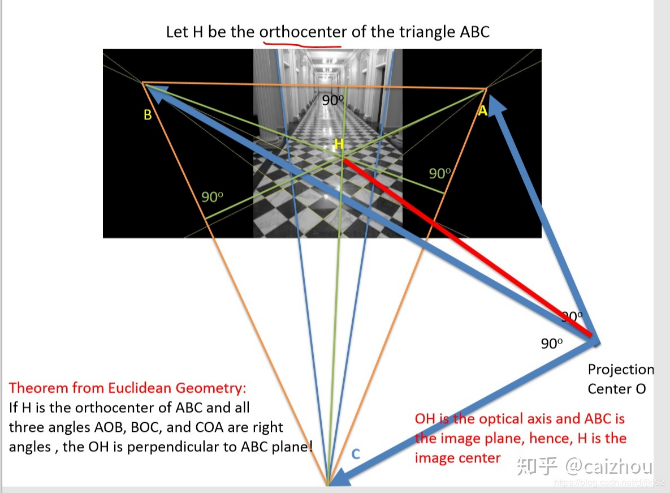 Let H be the orthocenter of the triangle ABC
90º
B
A
H
90º
90º
90º
90º
Projection
Center O
Theorem from Euclidean Geometry:
If H is the orthocenter of ABC and all
three angles AOB, BOC, and COA are right
angles , the OH is perpendicular to ABC plane!
C
OH is the optical axis and ABC is
the image plane, hence, H is the
image center
知乎 @caizhou